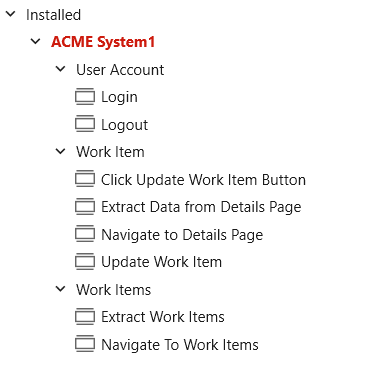 Installed
ACME System1
User Account
Login
Logout
Work Item
Click Update Work Item Button
Extract Data from Details Page
Navigate to Details Page
Update Work Item
Work Items
Extract Work Items
Navigate To Work Items